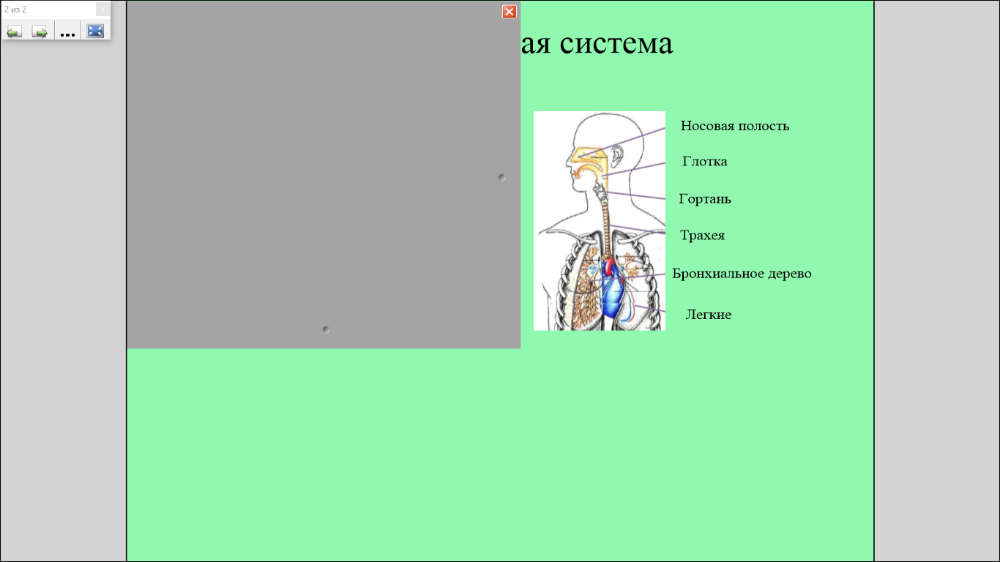 2 из 2
ая система
Носовая полость
Глотка
Гортань
Трахея
Бронхиальное дерево
Легкие